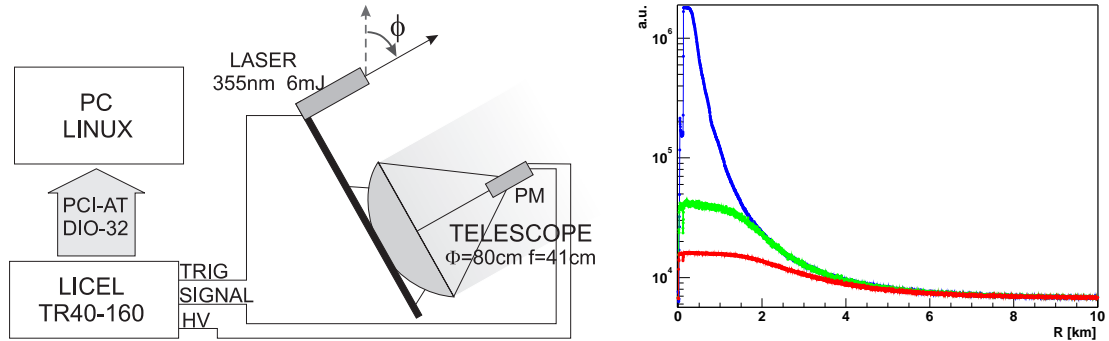 PC
LINUX
PCI-AT
DIO-32
LICEL
TR40-160
TRIG
SIGNAL
HV
LASER
355nm 6mJ
ϕ
PM
TELESCOPE
Φ=80cm f=41cm
a.u.
10⁶
10⁵
10⁴
0 2 4 6 8 10
R [km]